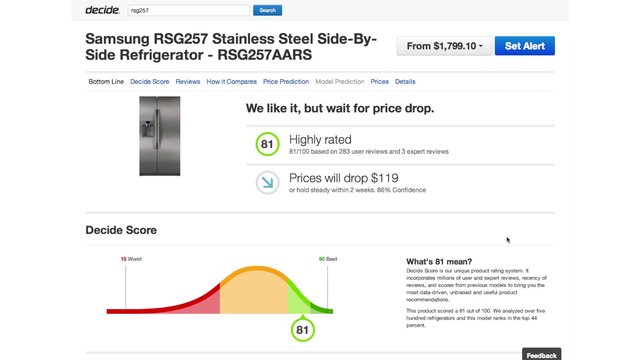 decide. rsg257 Search
Samsung RSG257 Stainless Steel Side-By-
Side Refrigerator - RSG257AARS
From $1,799.10
Set Alert
Bottom Line Decide Score Reviews How it Compares Price Prediction Model Prediction Prices Details
We like it, but wait for price drop.
81
Highly rated
81/100 based on 283 user reviews and 3 expert reviews
Prices will drop $119
or hold steady within 2 weeks. 86% Confidence
Decide Score
15 Worst
90 Best
81
What's 81 mean?
Decide Score is our unique product rating system. It
incorporates millions of user and expert reviews, recency of
reviews, and scores from previous models to bring you the
most data-driven, unbiased and useful product
recommendations.
This product scored a 81 out of 100. We analyzed over five
hundred refrigerators and this model ranks in the top 44
percent.
Feedback